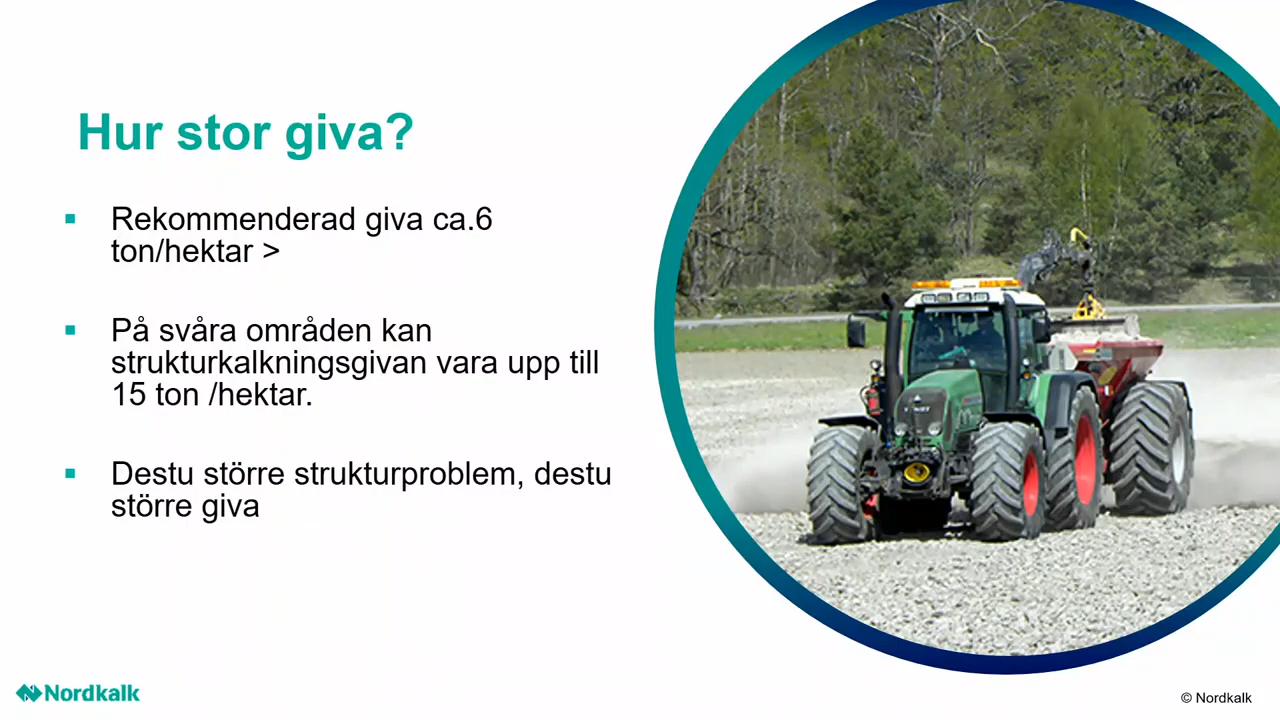 Hur stor giva?
Rekommenderad giva ca.6
ton/hektar >
På svåra områden kan
strukturkalkningsgivan vara upp till
15 ton /hektar.
Destu större strukturproblem, destu
större giva
Nordkalk
© Nordkalk